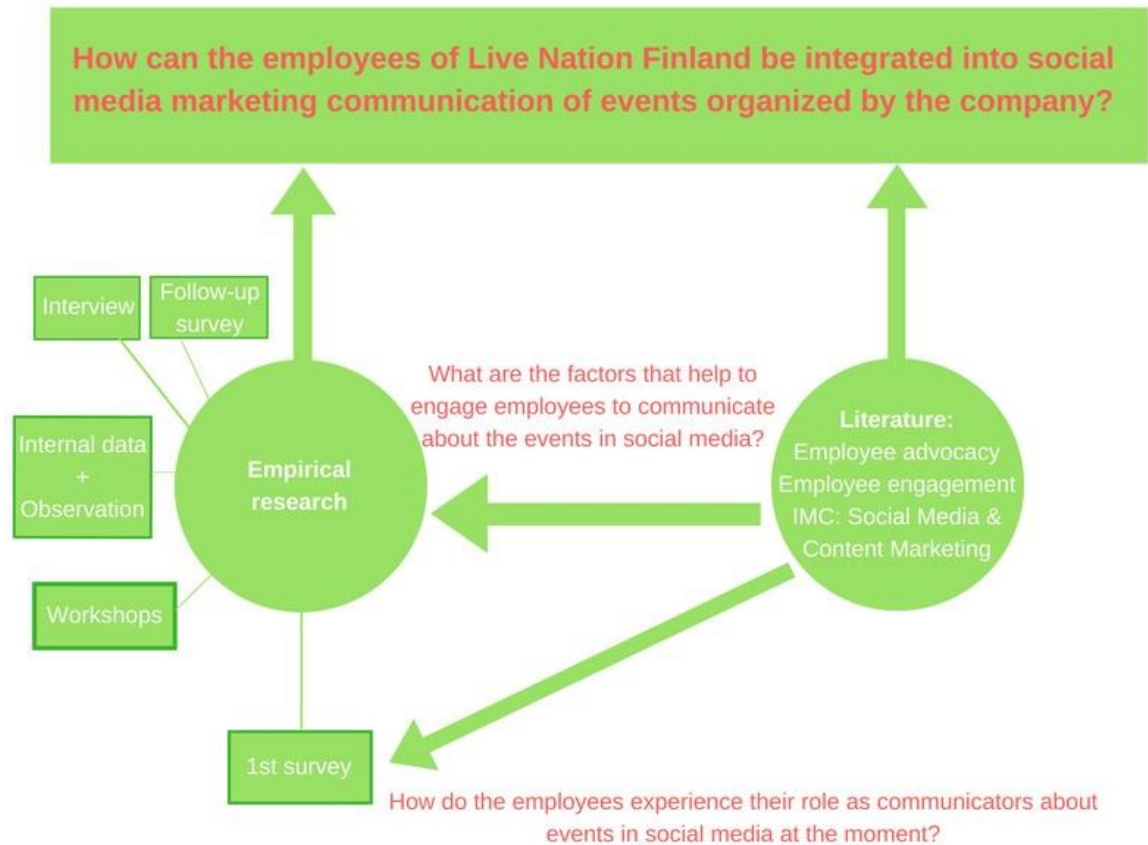 How can the employees of Live Nation Finland be integrated into social
media marketing communication of events organized by the company?
Interview
Follow-up
survey
Internal data
+
Observation
Workshops
Empirical
research
1st survey
What are the factors that help to
engage employees to communicate
about the events in social media?
Literature:
Employee advocacy
Employee engagement
IMC: Social Media &
Content Marketing
How do the employees experience their role as communicators about
events in social media at the moment?